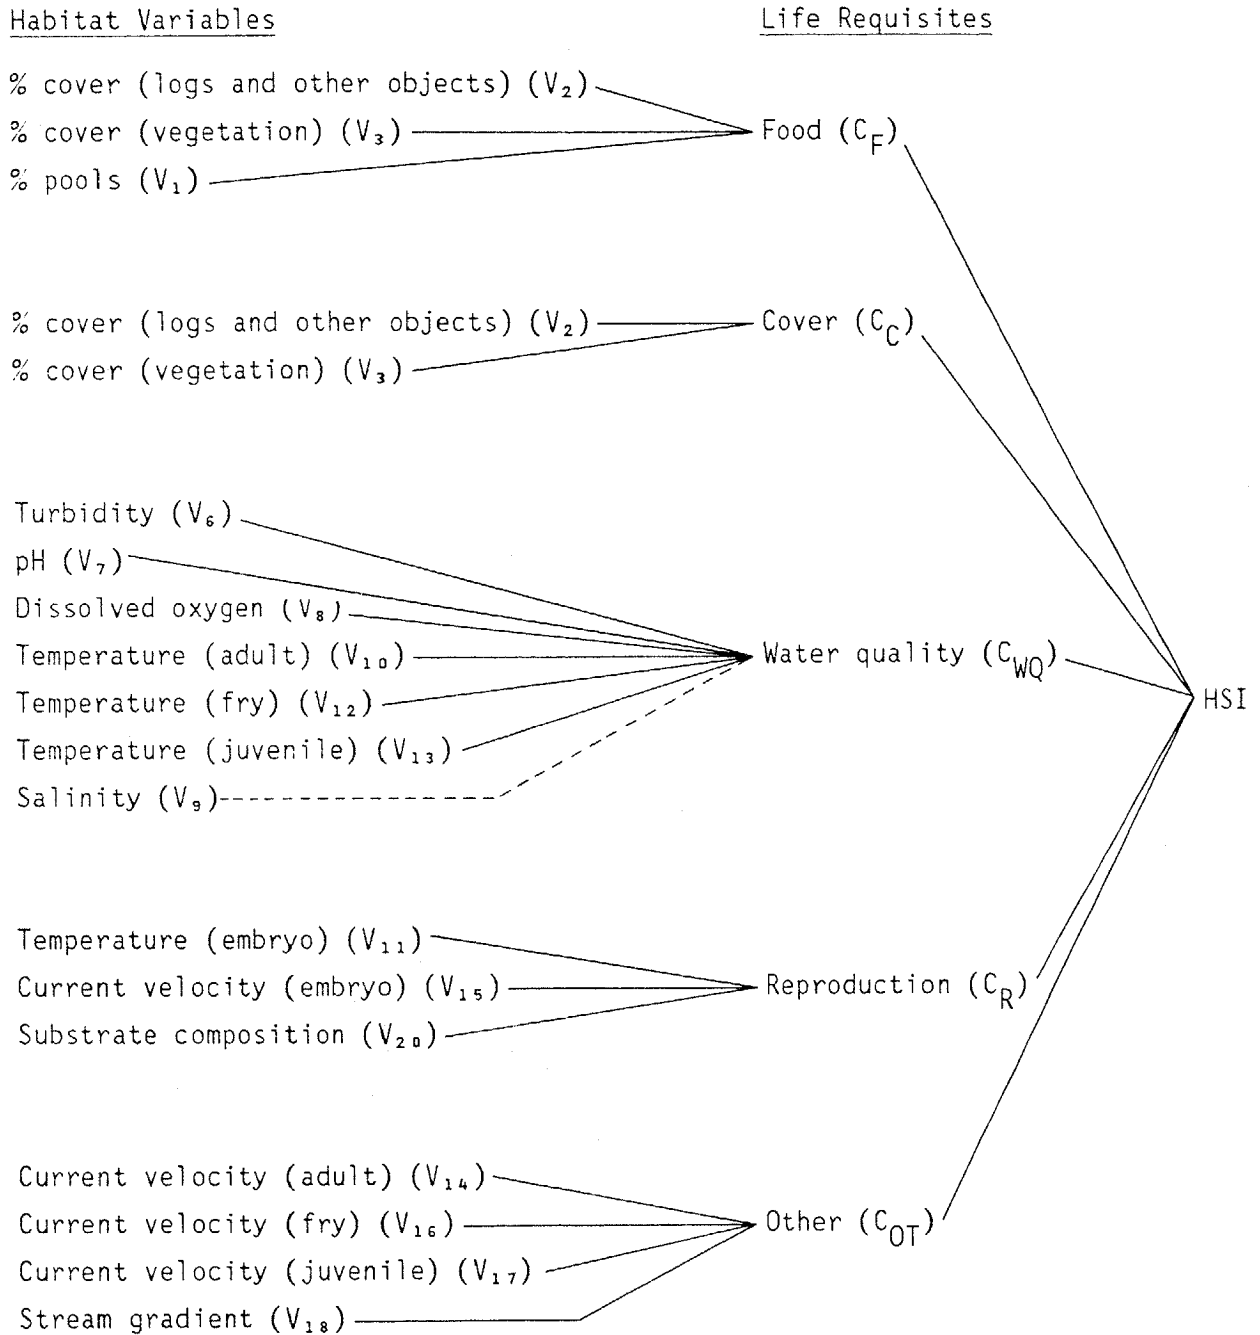 Habitat Variables Life Requisites
% cover (logs and other objects) (V₂)
% cover (vegetation) (V₃) Food (C_F)
% pools (V₁)
% cover (logs and other objects) (V₂) Cover (C_C)
% cover (vegetation) (V₃)
Turbidity (V₆)
pH (V₇)
Dissolved oxygen (V₈)
Temperature (adult) (V₁₀) Water quality (C_WQ)
Temperature (fry) (V₁₂) HSI
Temperature (juvenile) (V₁₃)
Salinity (V₉)
Temperature (embryo) (V₁₁)
Current velocity (embryo) (V₁₅) Reproduction (C_R)
Substrate composition (V₂₀)
Current velocity (adult) (V₁₄)
Current velocity (fry) (V₁₆) Other (C_OT)
Current velocity (juvenile) (V₁₇)
Stream gradient (V₁₈)